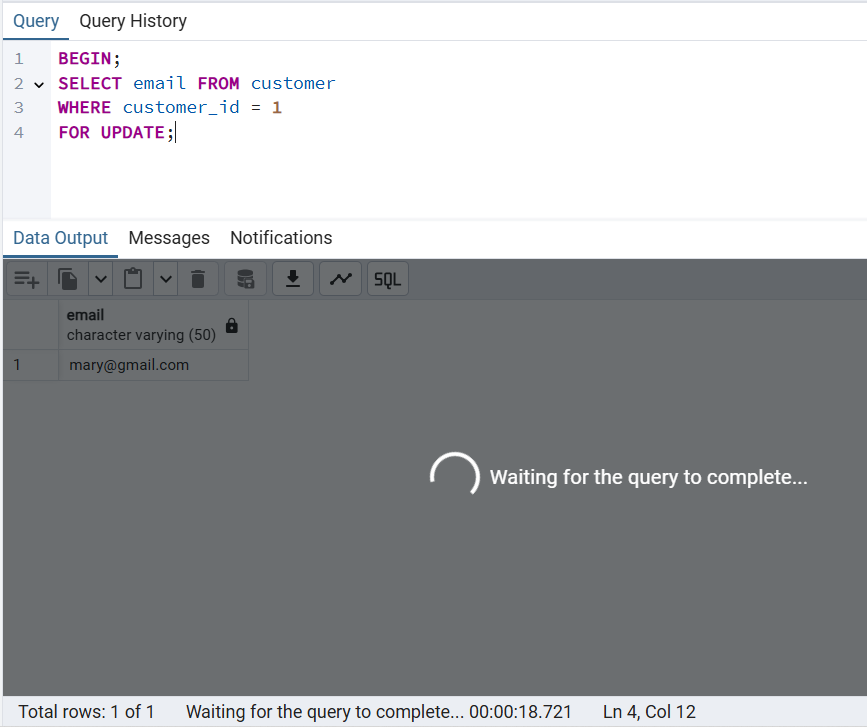 Query Query History
1 BEGIN;
2 SELECT email FROM customer
3 WHERE customer_id = 1
4 FOR UPDATE;
Data Output Messages Notifications
SQL
email
character varying (50)
1 mary@gmail.com
Waiting for the query to complete...
Total rows: 1 of 1 Waiting for the query to complete... 00:00:18.721 Ln 4, Col 12